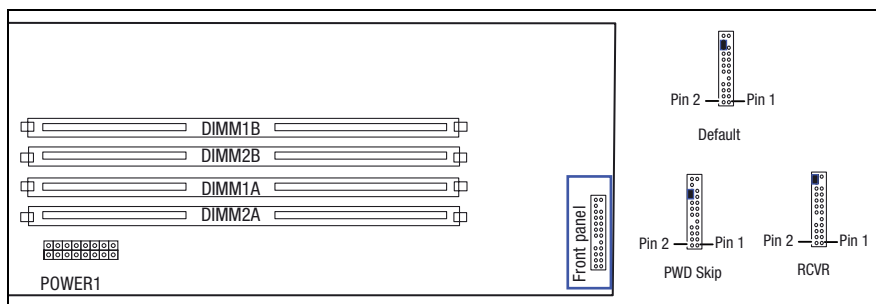 DIMM1B
DIMM2B
DIMM1A
DIMM2A
POWER1
Front panel
Pin 2
Pin 1
Default
Pin 2
Pin 1
PWD Skip
Pin 2
Pin 1
RCVR